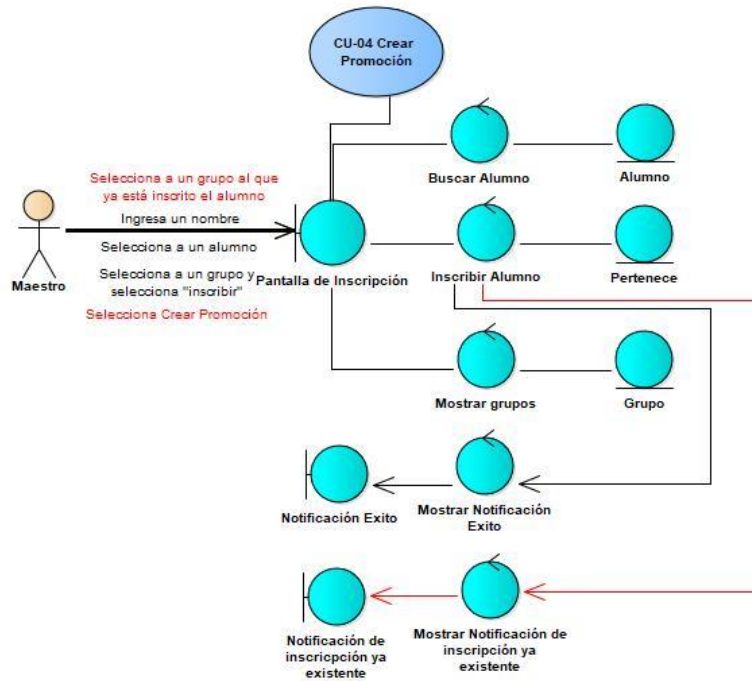 CU-04 Crear
Promoción
Buscar Alumno
Alumno
Selecciona a un grupo al que
ya está inscrito el alumno
Ingresa un nombre
Selecciona a un alumno
Selecciona a un grupo y
selecciona "inscribir"
Selecciona Crear Promoción
Maestro
Pantalla de Inscripción
Inscribir Alumno
Pertenece
Mostrar grupos
Grupo
Notificación Exito
Mostrar Notificación
Exito
Notificación de
inscricpción ya
existente
Mostrar Notificación de
inscripción ya
existente